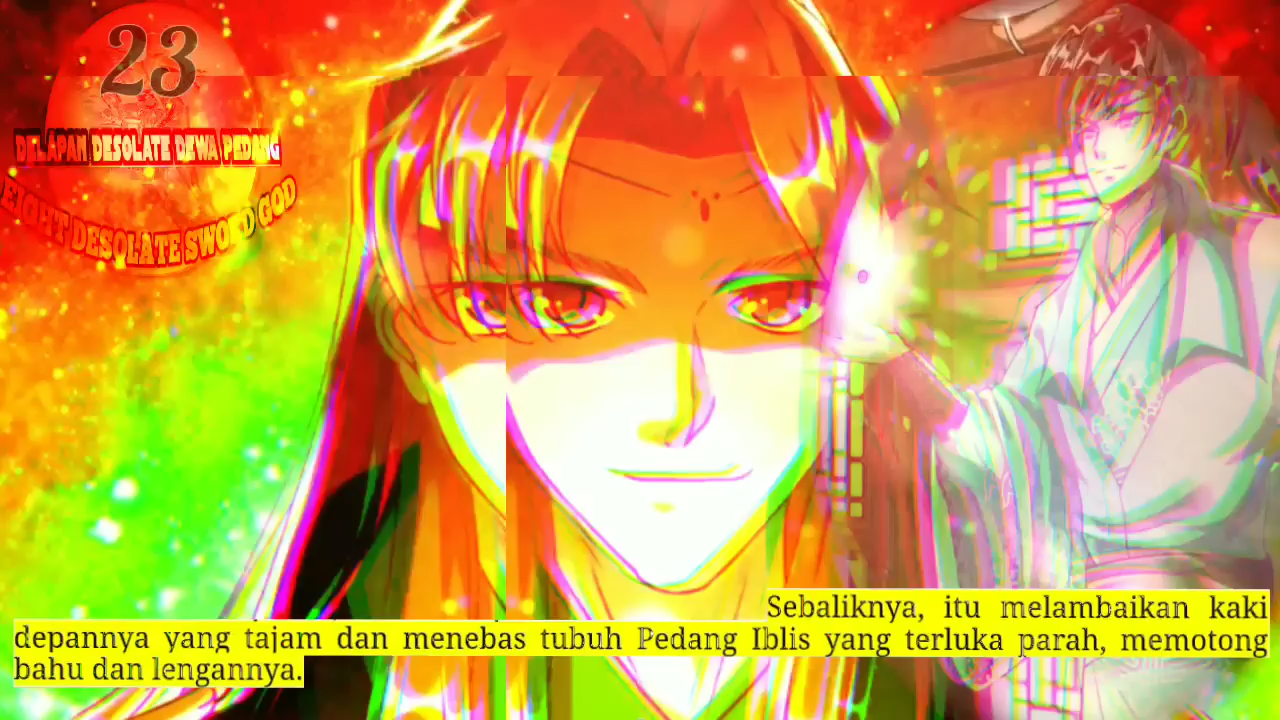 23
DELAPAN DESOLATE DEWA PEDANG
EIGHT DESOLATE SWORD GOD
Sebaliknya, itu melambaikan kaki
depannya yang tajam dan menebas tubuh Pedang Iblis yang terluka parah, memotong
bahu dan lengannya.